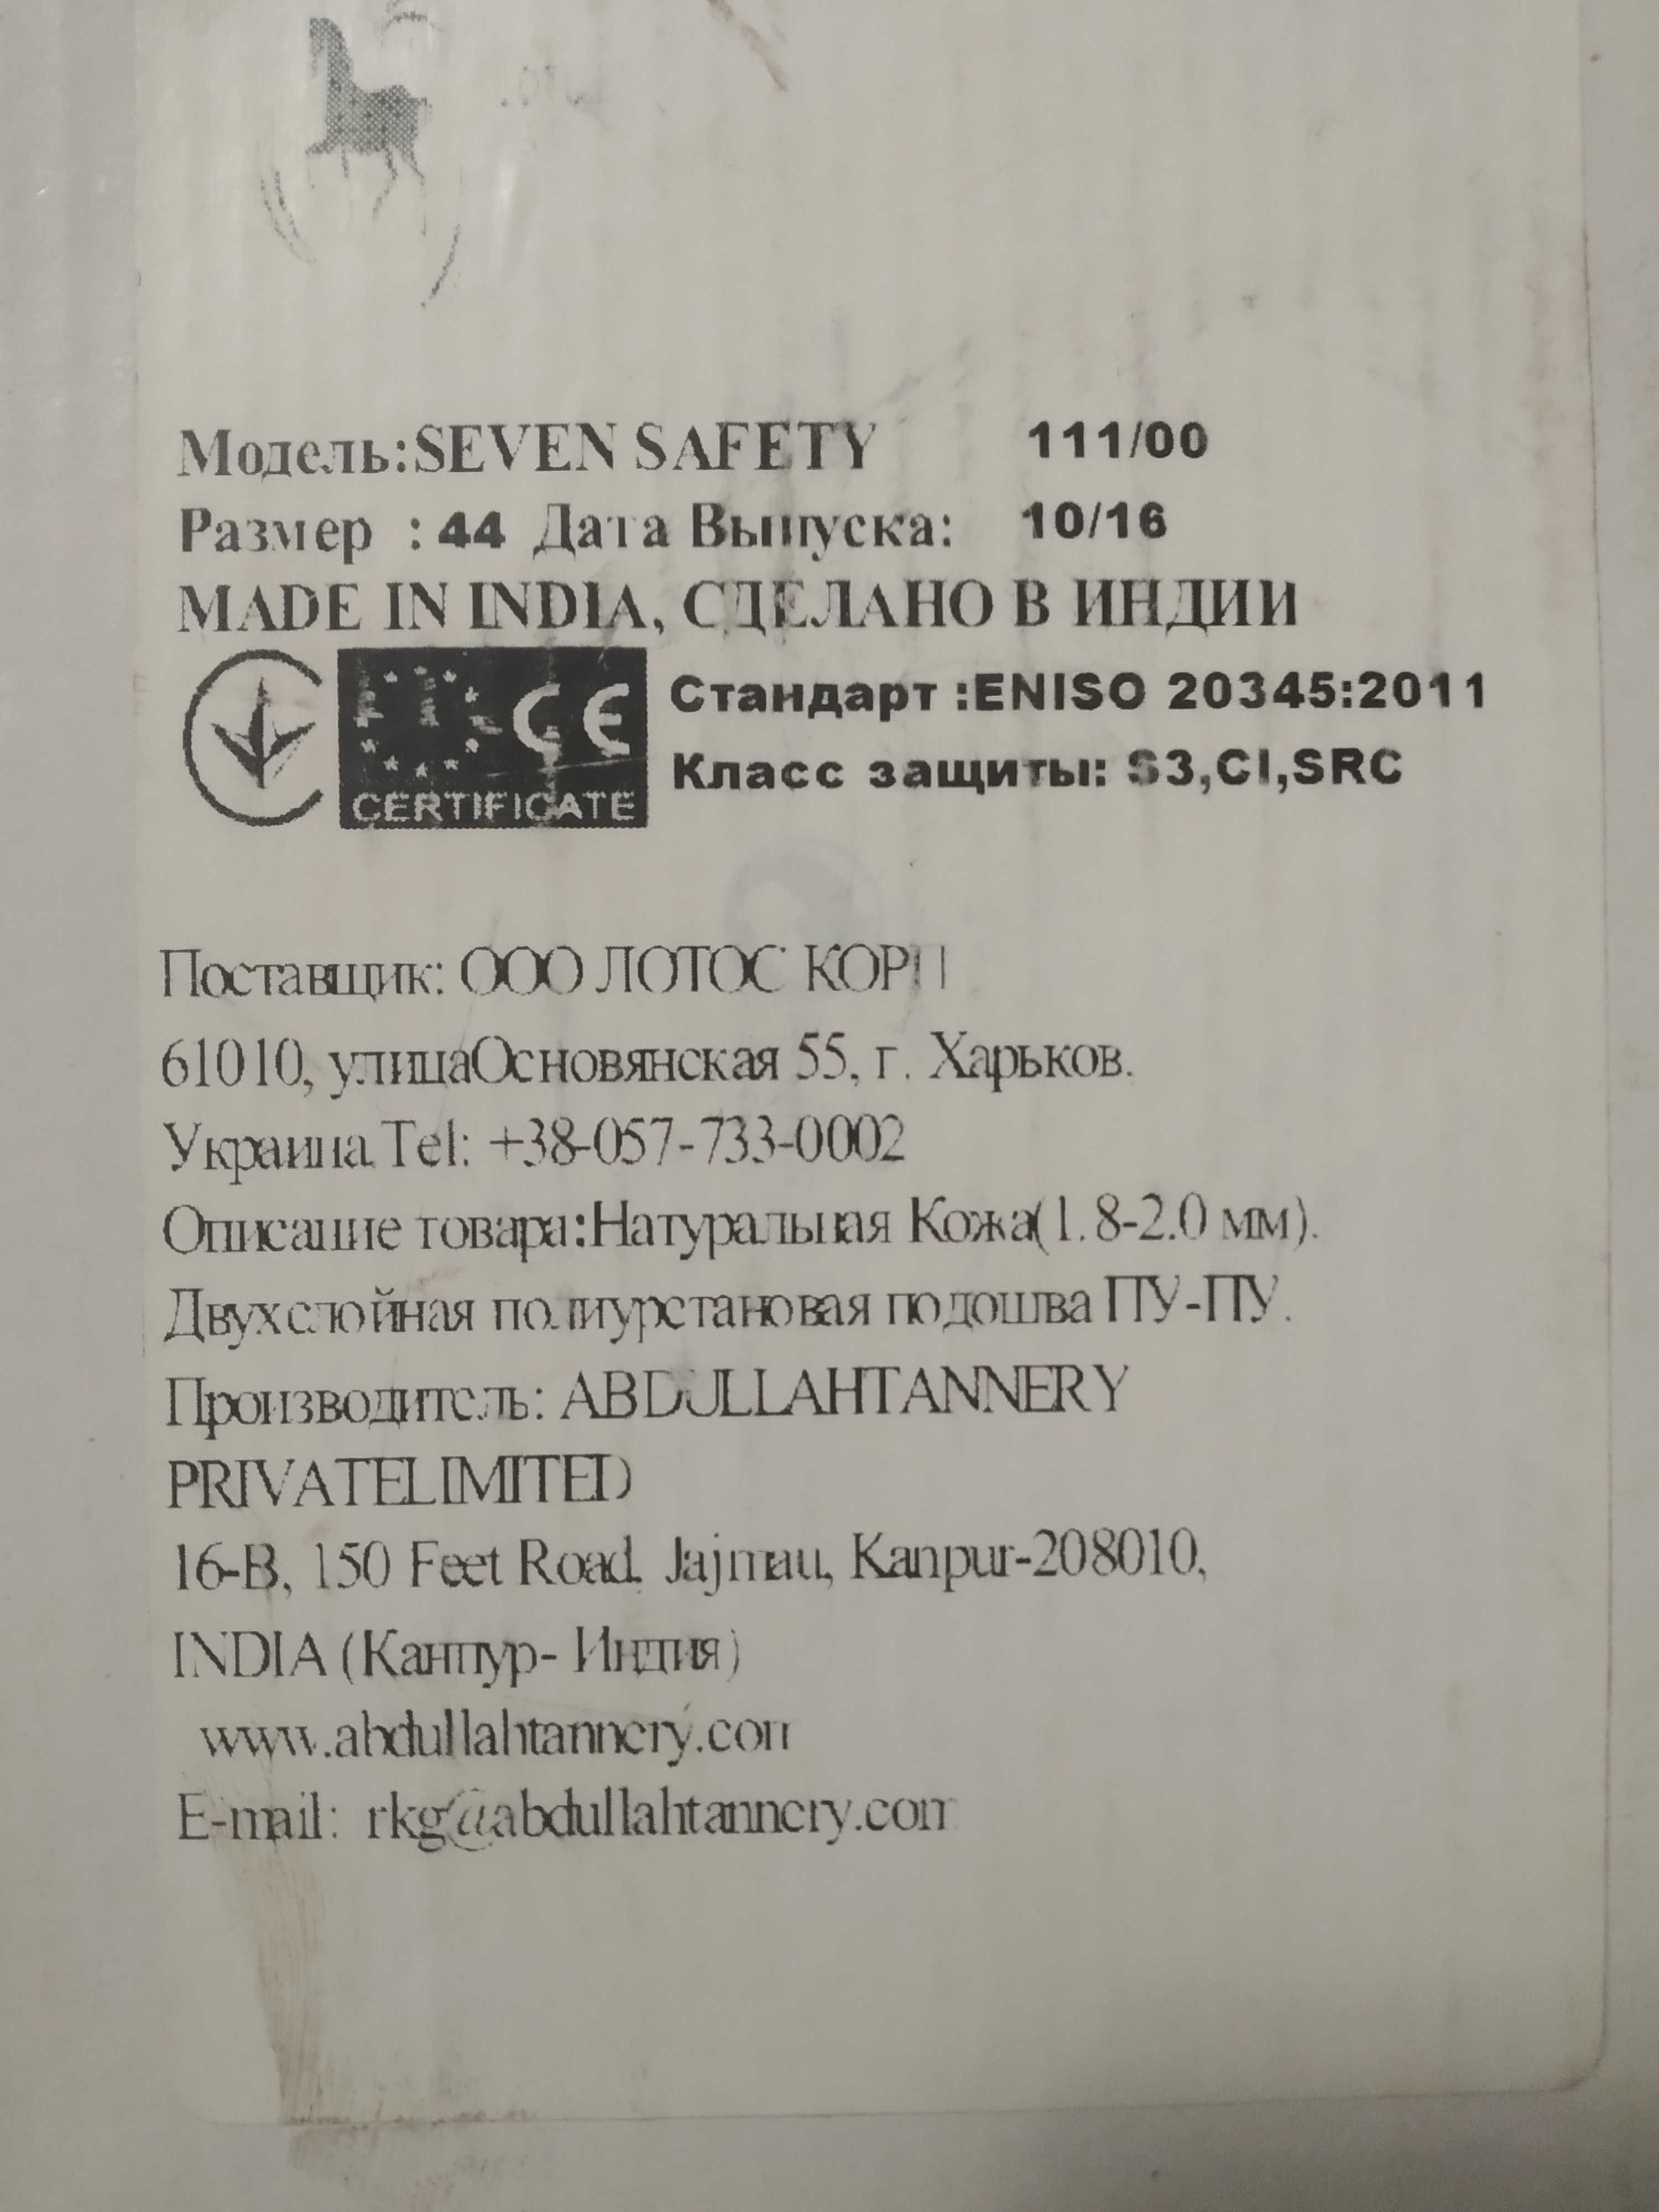 Модель:SEVEN SAFETY 111/00
Размер : 44 Дата Выпуска: 10/16
MADE IN INDIA, СДЕЛАНО В ИНДИИ
CE
CERTIFICATE
Стандарт :ENISO 20345:2011
Класс защиты: S3,CI,SRC
Поставщик: ООО ЛОТОС КОРП
61010, улицаОсновянская 55, г. Харьков.
Украина.Tel: +38-057-733-0002
Описание товара:Натуральная Кожа(1.8-2.0 мм).
Двухслойная полиуретановая подошва ПУ-ПУ.
Производитель: ABDULLAHTANNERY
PRIVATELIMITED
16-B, 150 Feet Road, Jajmau, Kanpur-208010,
INDIA (Канпур- Индия)
www.abdullahtannery.com
E-mail: rkg@abdullahtannery.com